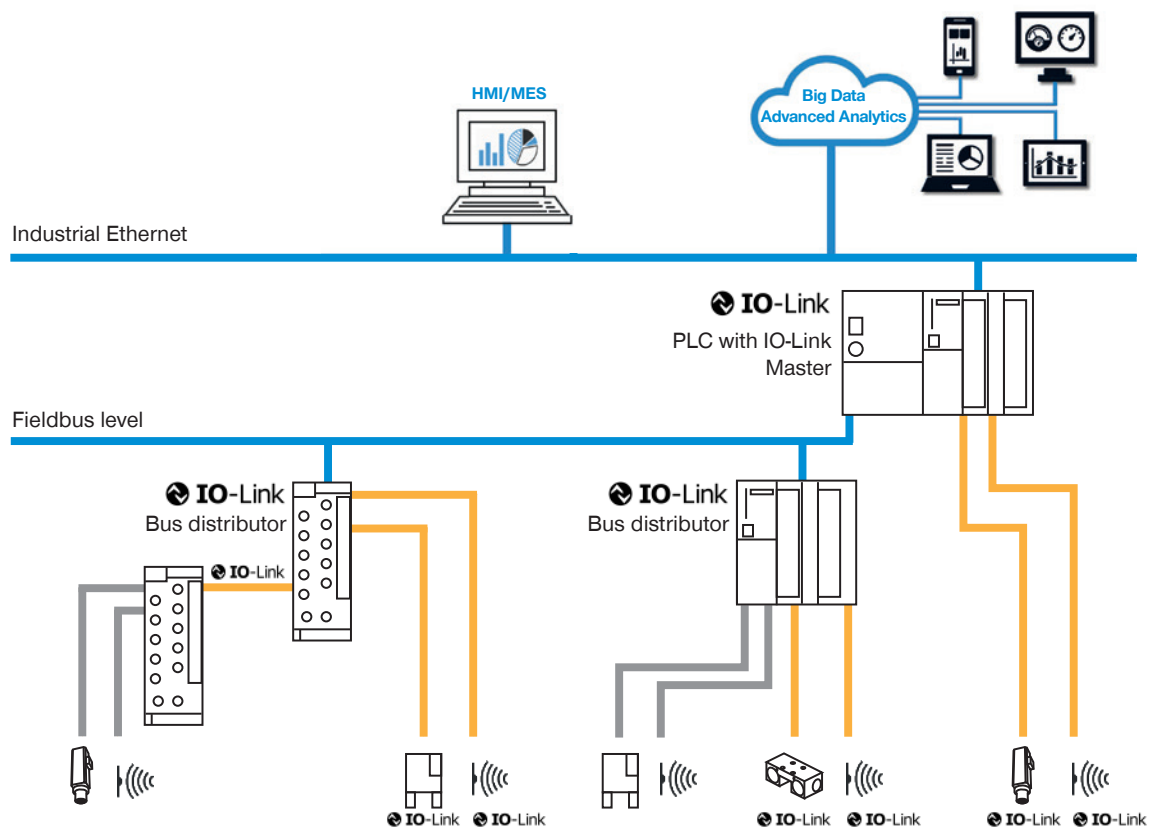 HMI/MES
Big Data
Advanced Analytics
Industrial Ethernet
IO-Link
PLC with IO-Link
Master
Fieldbus level
IO-Link
Bus distributor
IO-Link
Bus distributor
IO-Link
IO-Link IO-Link
IO-Link IO-Link
IO-Link IO-Link